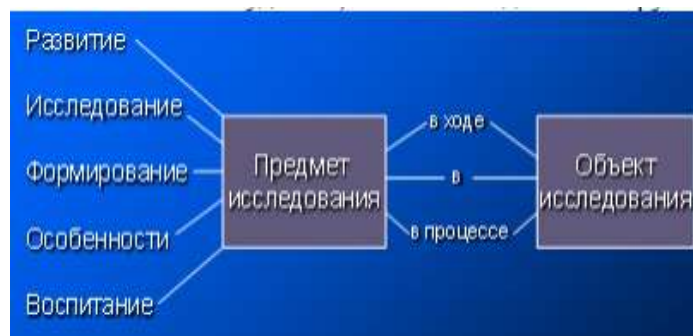 Развитие
Исследование
Формирование
Особенности
Воспитание
Предмет
исследования
в ходе
в
в процессе
Объект
исследования